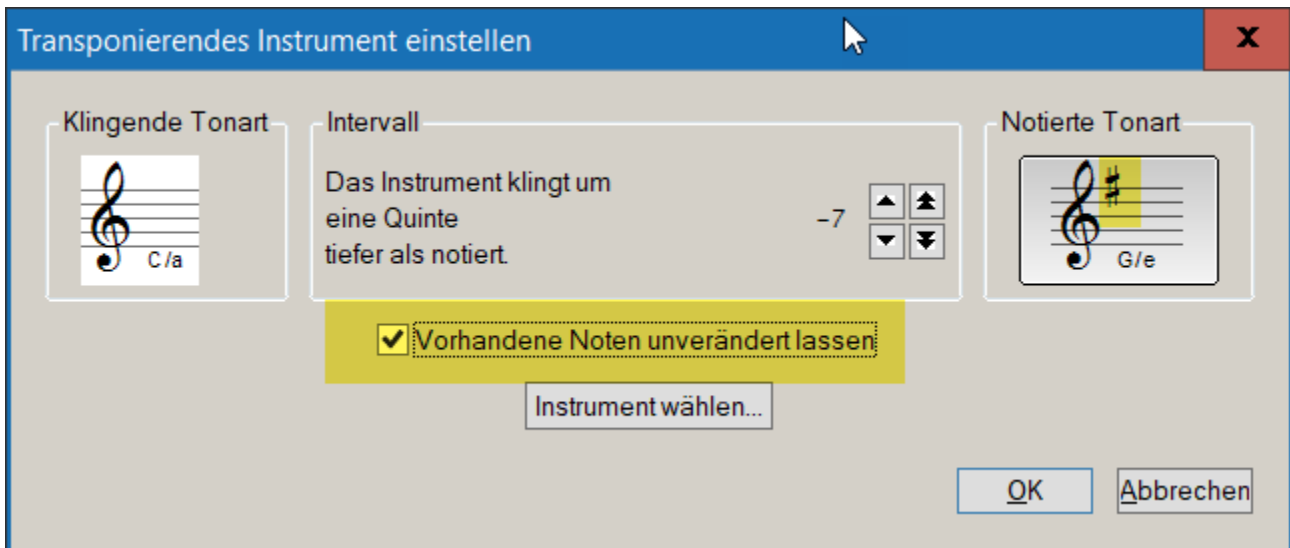 Transponierendes Instrument einstellen
x
Klingende Tonart
Intervall
Notierte Tonart
Das Instrument klingt um
eine Quinte
tiefer als notiert.
–7
C/a
G/e
Vorhandene Noten unverändert lassen
Instrument wählen...
OK
Abbrechen